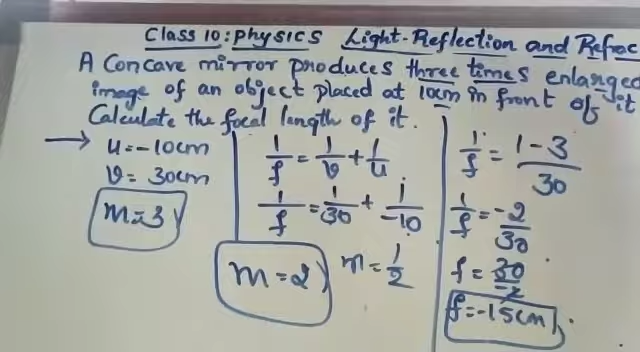 Class 10: physics Light-Reflection and Refrac
A Concave mirror produces three times enlarged
image of an object placed at 10cm in front of it
Calculate the focal length of it.
→ u=-10cm
v= 30cm
m=3
1/f = 1/v + 1/u
1/f = 1/30 + 1/-10
m=2
m=1/2
1/f = 1-3/30
1/f = -2/30
f = 30/-2
f=-15cm